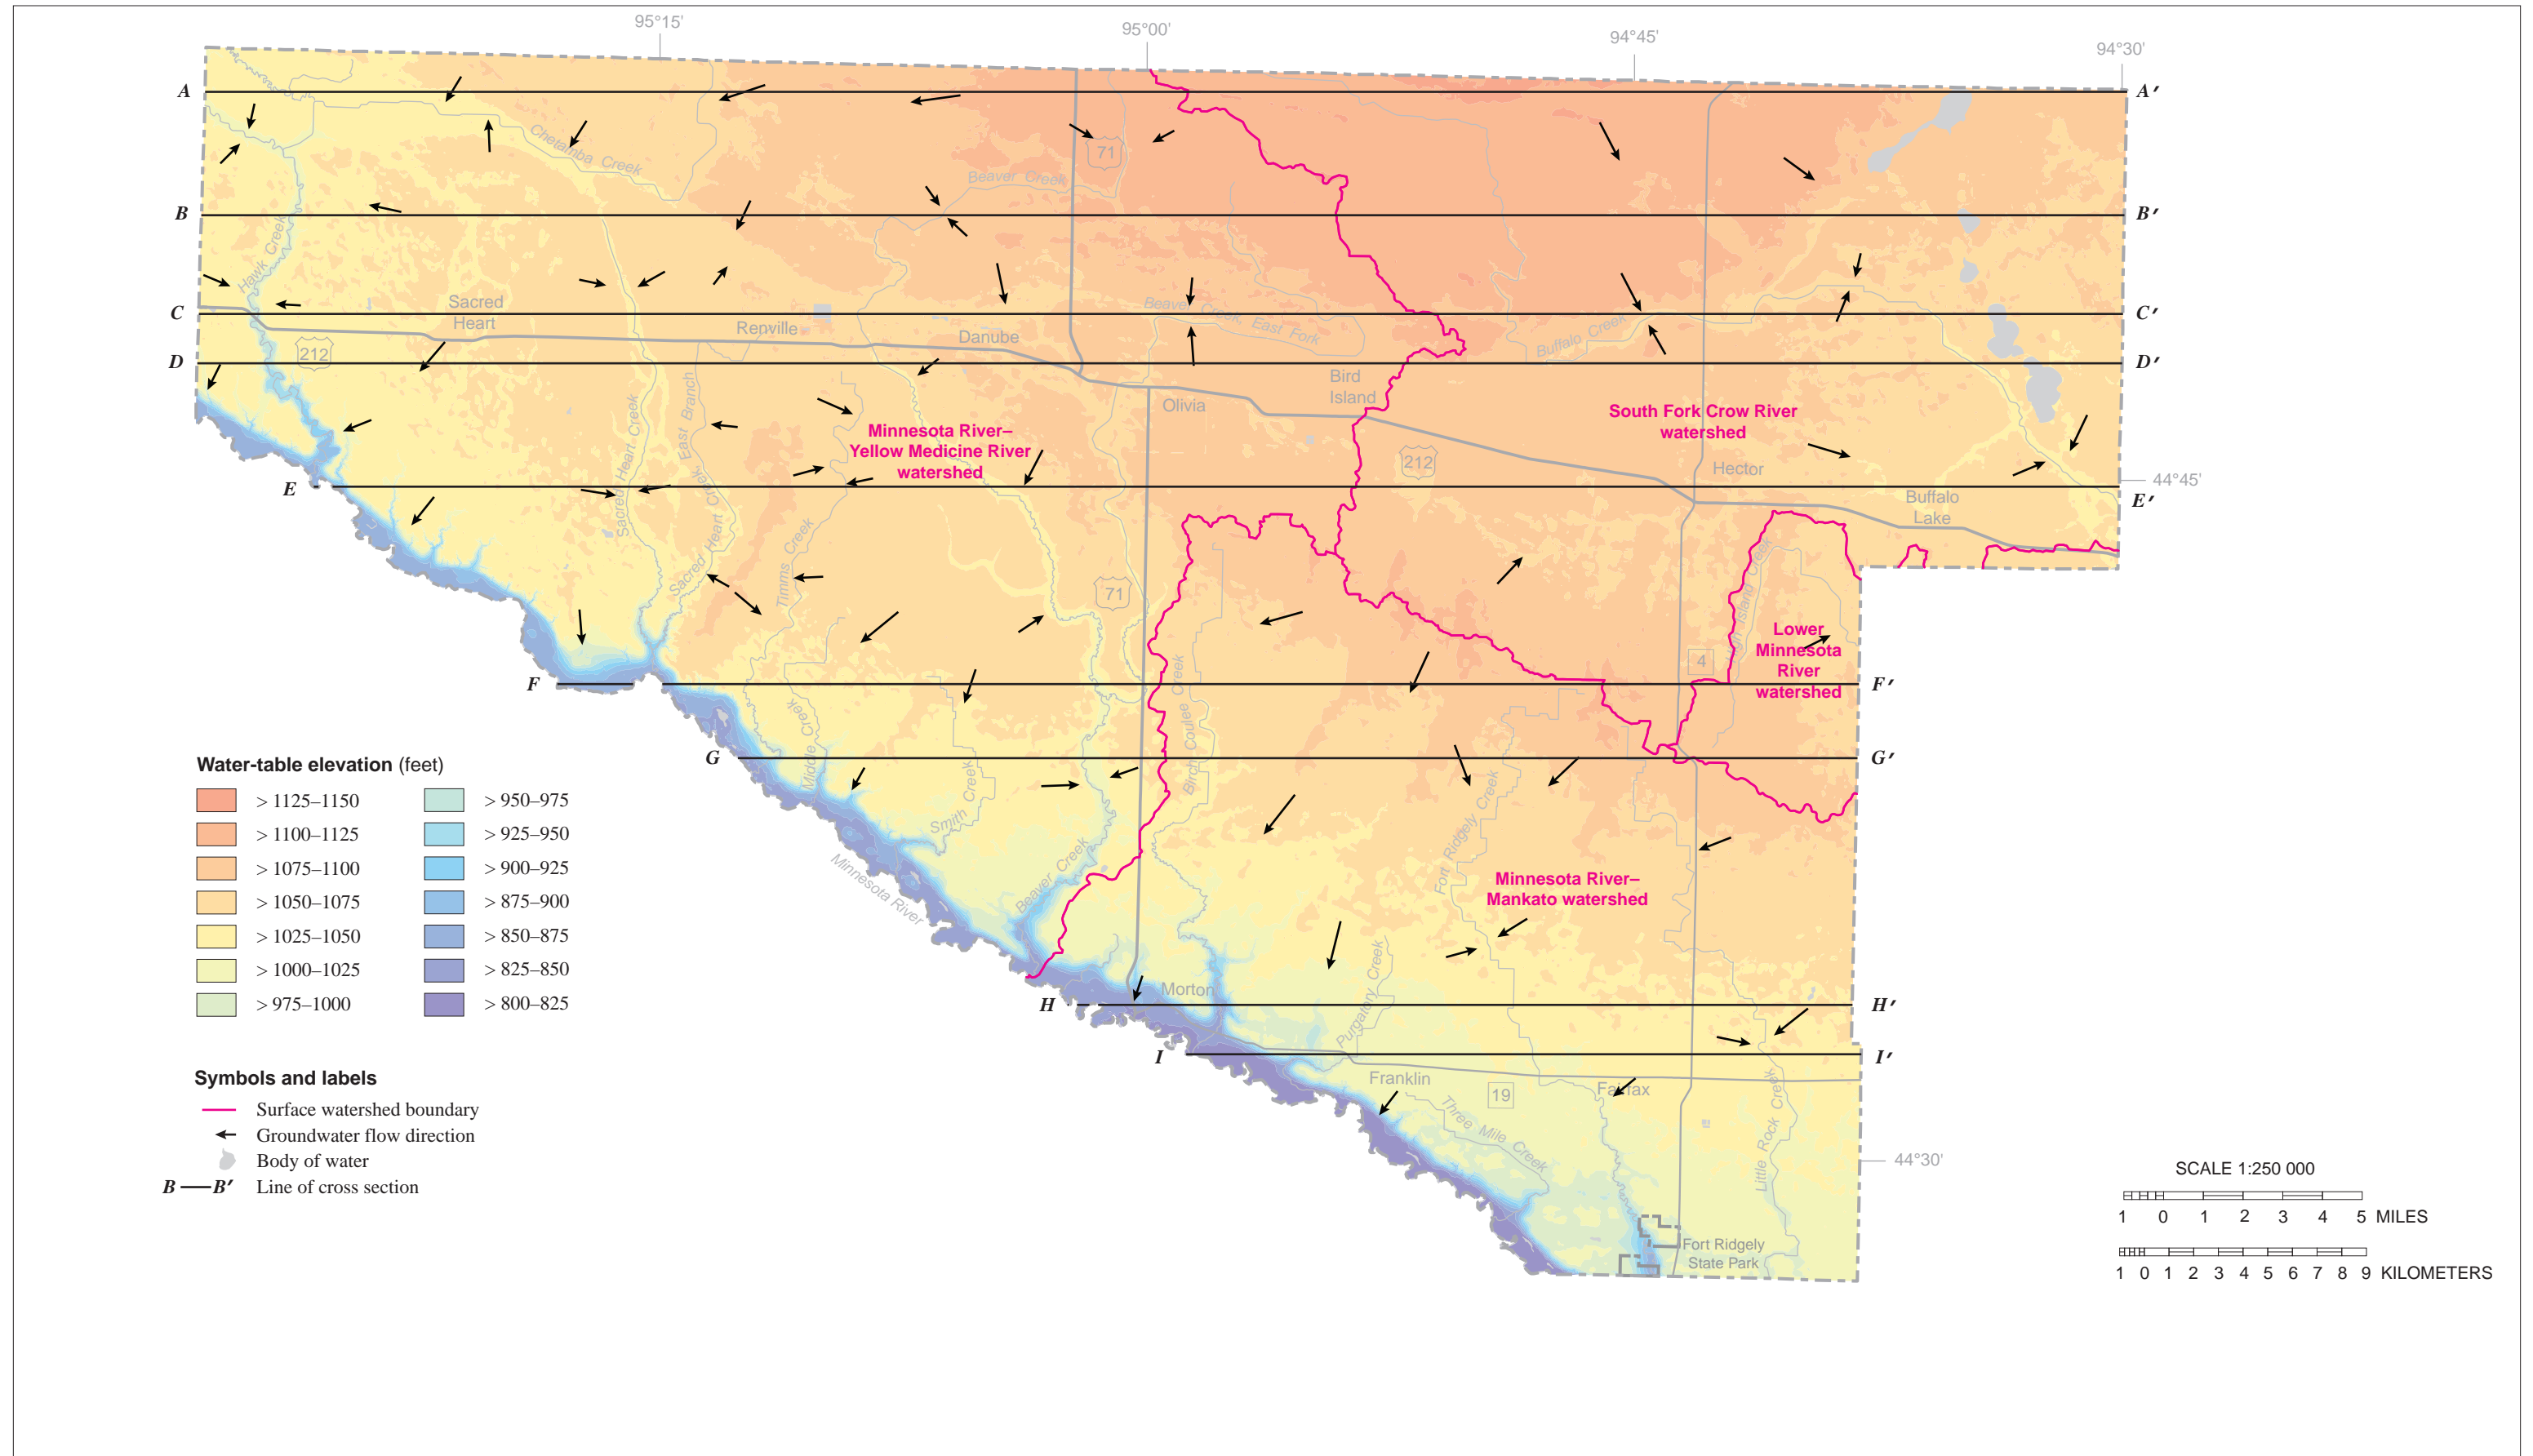 95°15'
95°00'
94°45'
94°30'
A
A′
Chetamba Creek
71
Beaver Creek
B
B′
Hawk Creek
C
C′
Sacred
Heart
Renville
Danube
Beaver Creek, East Fork
Buffalo Creek
212
D
D′
Bird
Island
Olivia
Sacred Heart Creek
East Branch
Sacred Heart Creek
Minnesota River–
Yellow Medicine River
watershed
South Fork Crow River
watershed
212
Hector
44°45'
E
E′
Buffalo
Lake
Timms Creek
71
High Island Creek
Lower
Minnesota
River
watershed
4
Birch Coulee Creek
F
F′
Middle Creek
G
G′
Smith Creek
Fort Ridgely Creek
Minnesota River
Beaver Creek
Minnesota River–
Mankato watershed
Purgatory Creek
Morton
H
H′
I
I′
Franklin
19
Fairfax
Three Mile Creek
Little Rock Creek
44°30'
Fort Ridgely
State Park
Water-table elevation (feet)
> 1125–1150
> 1100–1125
> 1075–1100
> 1050–1075
> 1025–1050
> 1000–1025
> 975–1000
> 950–975
> 925–950
> 900–925
> 875–900
> 850–875
> 825–850
> 800–825
Symbols and labels
Surface watershed boundary
Groundwater flow direction
Body of water
B B′ Line of cross section
SCALE 1:250 000
1 0 1 2 3 4 5 MILES
1 0 1 2 3 4 5 6 7 8 9 KILOMETERS